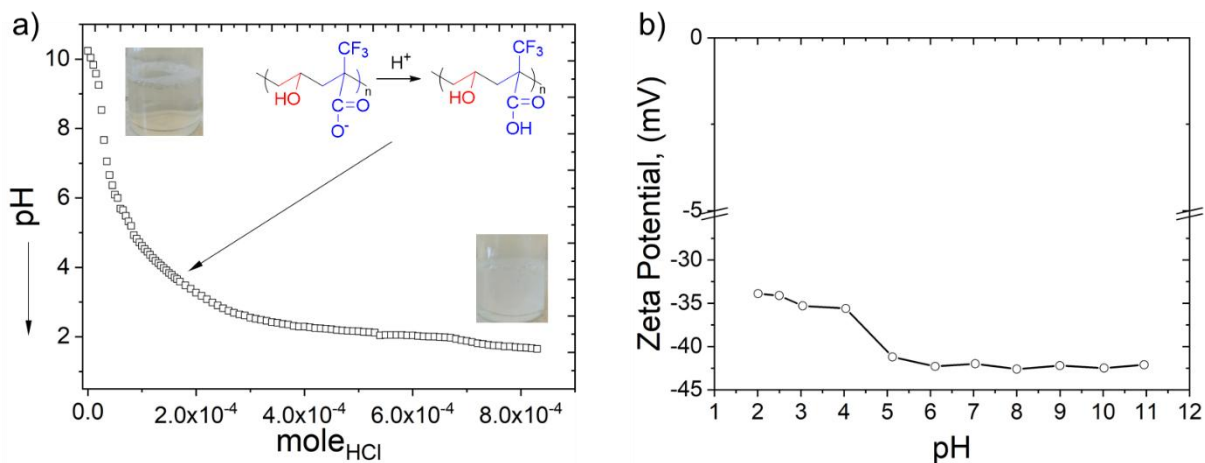 a)
CF₃
H⁺
CF₃
HO
n
HO
n
C=O
C=O
O⁻
OH
10
8
6
4
2
pH
0.0
2.0x10⁻⁴
4.0x10⁻⁴
6.0x10⁻⁴
8.0x10⁻⁴
mole_HCl
b)
0
-5
-30
-35
-40
-45
Zeta Potential, (mV)
1 2 3 4 5 6 7 8 9 10 11 12
pH